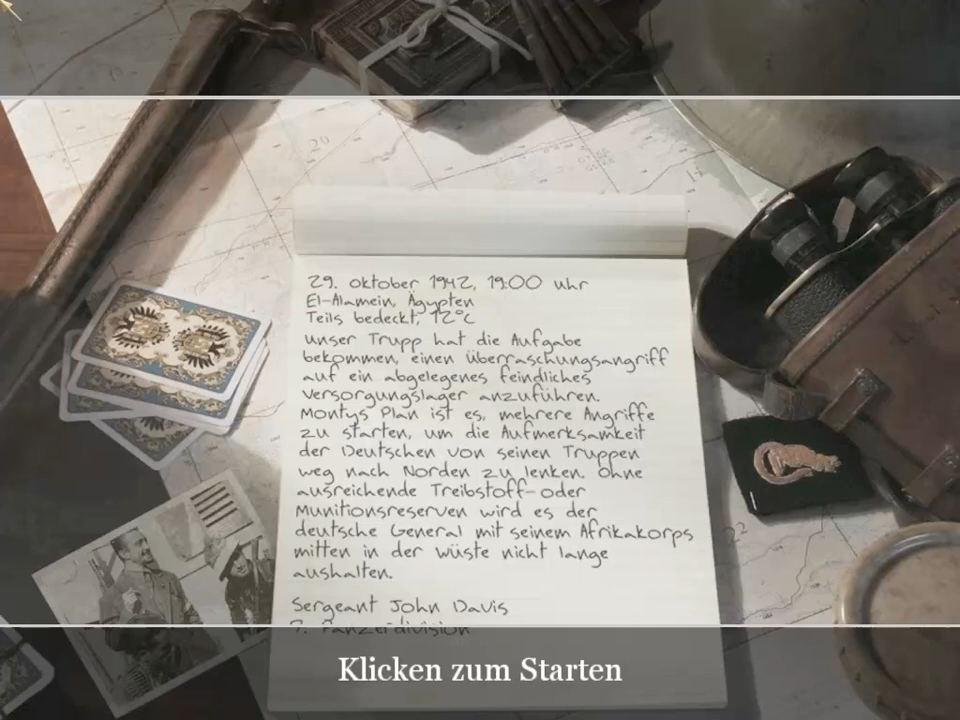 29. Oktober 1942, 19:00 Uhr
El-Alamein, Ägypten
Teils bedeckt, 12°C
Unser Trupp hat die Aufgabe
bekommen, einen Überraschungsangriff
auf ein abgelegenes feindliches
Versorgungslager anzuführen.
Montys Plan ist es, mehrere Angriffe
zu starten, um die Aufmerksamkeit
der Deutschen von seinen Truppen
weg nach Norden zu lenken. Ohne
ausreichende Treibstoff- oder
Munitionsreserven wird es der
deutsche General mit seinem Afrikakorps
mitten in der Wüste nicht lange
aushalten.
Sergeant John Davis
7. Panzerdivision
Klicken zum Starten